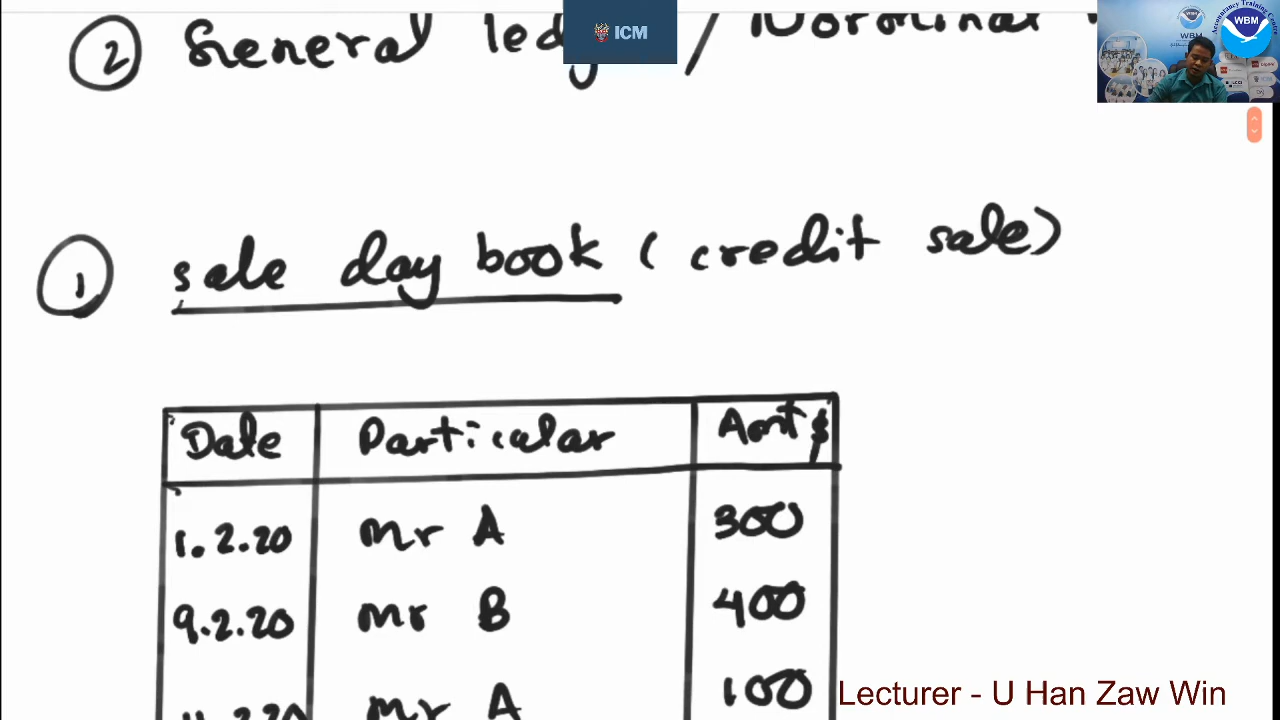 ② General / Nominal
ICM
WBM
WBM
① sale day book (credit sale)
Date Particular Amt $
1.2.20 Mr A 300
9.2.20 Mr B 400
Mr A 100
Lecturer - U Han Zaw Win